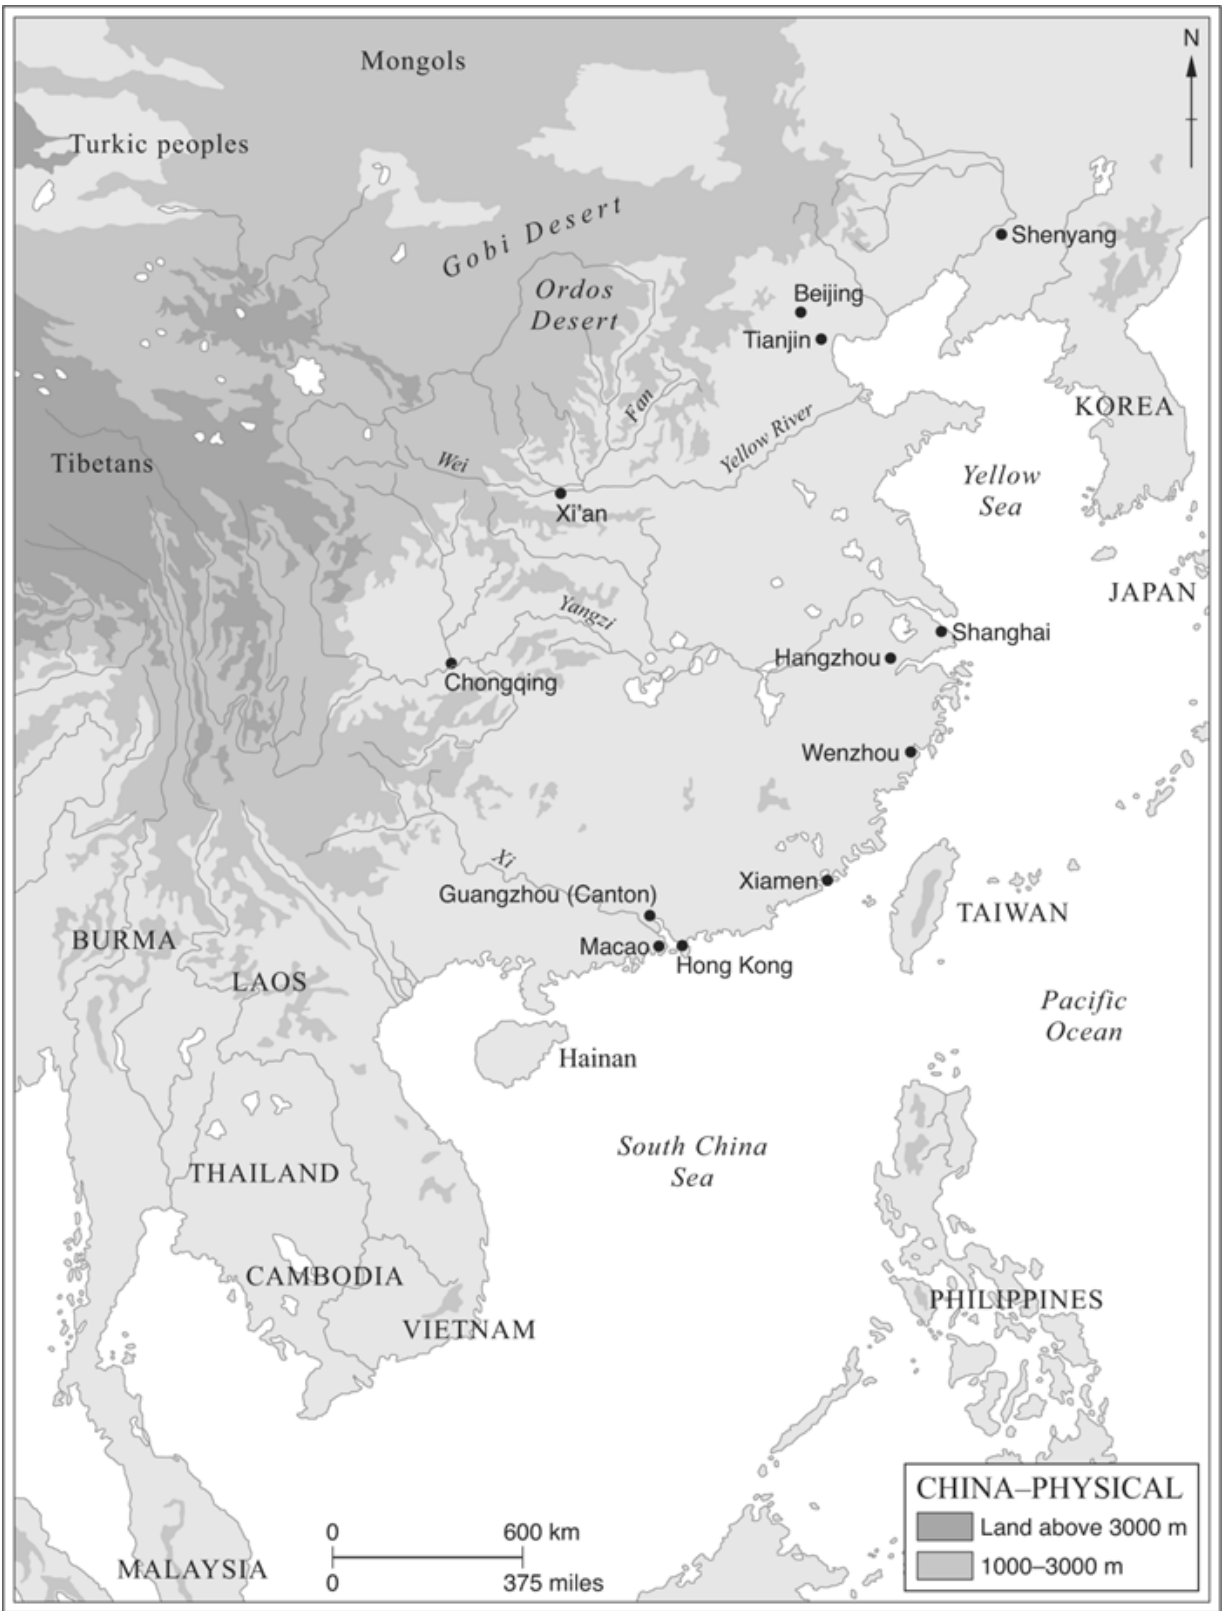 N
Mongols
Turkic peoples
Gobi Desert
Shenyang
Ordos
Desert
Beijing
Tianjin
Fan
KOREA
Yellow River
Tibetans
Wei
Yellow
Sea
Xi'an
JAPAN
Yangzi
Shanghai
Hangzhou
Chongqing
Wenzhou
Xi
Xiamen
Guangzhou (Canton)
TAIWAN
BURMA
Macao
Hong Kong
LAOS
Pacific
Ocean
Hainan
South China
Sea
THAILAND
CAMBODIA
PHILIPPINES
VIETNAM
CHINA–PHYSICAL
Land above 3000 m
1000–3000 m
0 600 km
0 375 miles
MALAYSIA